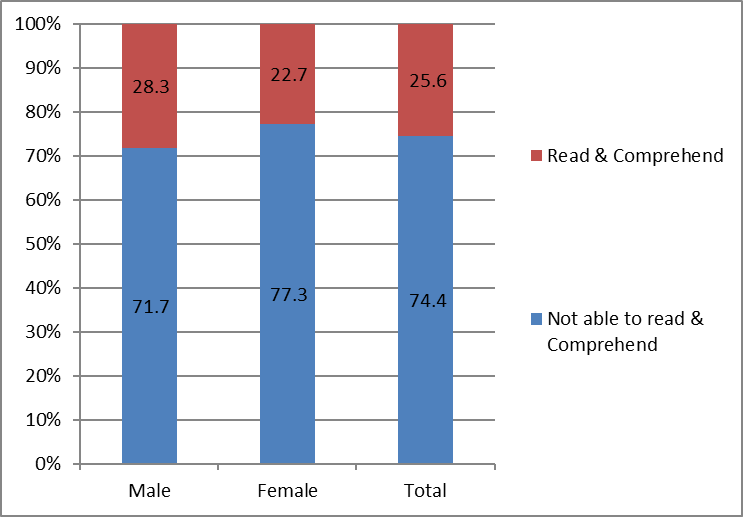 100%
90%
80%
70%
60%
50%
40%
30%
20%
10%
0%
28.3
22.7
25.6
71.7
77.3
74.4
Male
Female
Total
Read & Comprehend
Not able to read &
Comprehend